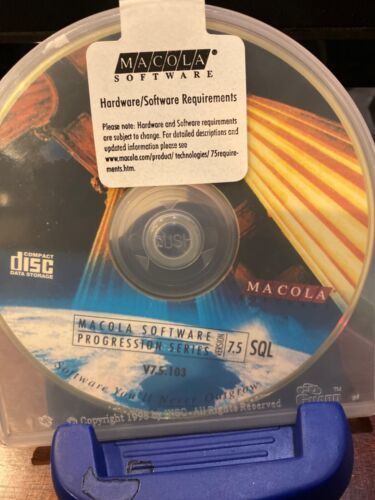 MACOLA®
SOFTWARE
Hardware/Software Requirements
Please note: Hardware and Software requirements
are subject to change. For detailed descriptions and
updated information please see
www.macola.com/product/ technologies/ 75require-
ments.htm.
PUSH
COMPACT
disc
DATA STORAGE
MACOLA
MACOLA SOFTWARE
PROGRESSION SERIES
VERSION
7.5
SQL
V7.5.103
Software You'll Never Outgrow
© Copyright 1998 by - All Rights Reserved